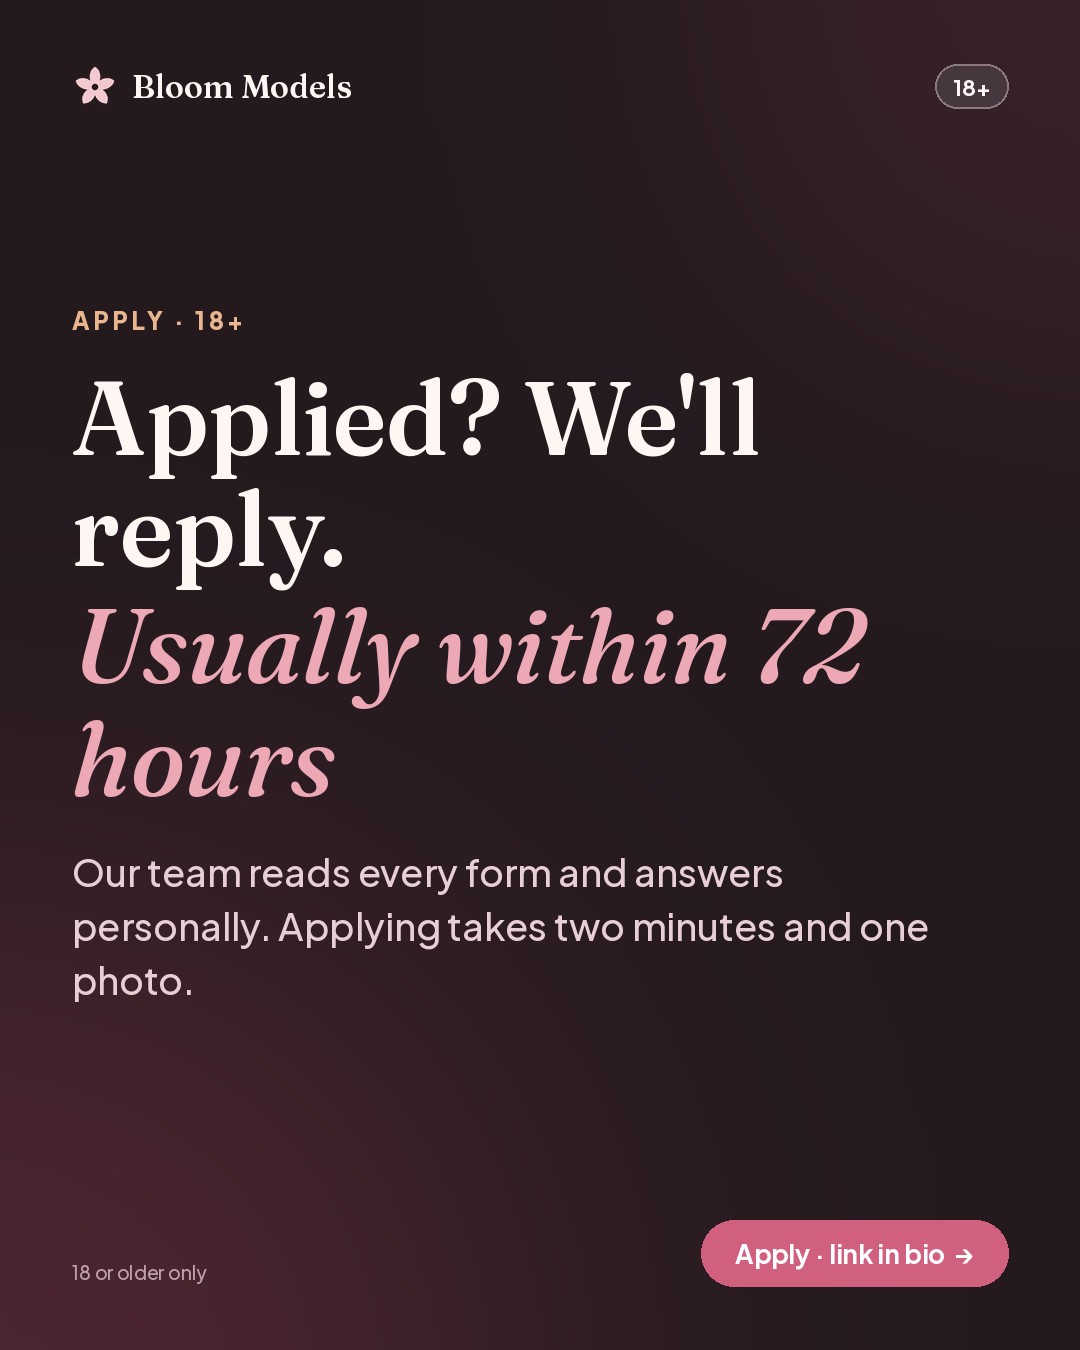 Bloom Models
18+
APPLY · 18+
Applied? We'll
reply.
Usually within 72
hours
Our team reads every form and answers
personally. Applying takes two minutes and one
photo.
18 or older only
Apply · link in bio →